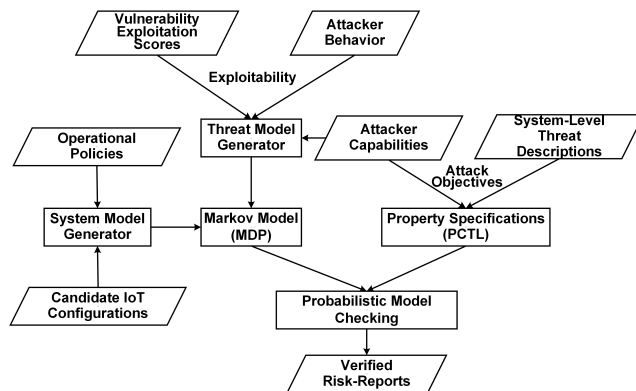 Vulnerability
Exploitation
Scores
Attacker
Behavior
Exploitability
Threat Model
Generator
Attacker
Capabilities
System-Level
Threat
Descriptions
Operational
Policies
Attack
Objectives
System Model
Generator
Markov Model
(MDP)
Property Specifications
(PCTL)
Candidate IoT
Configurations
Probabilistic Model
Checking
Verified
Risk-Reports